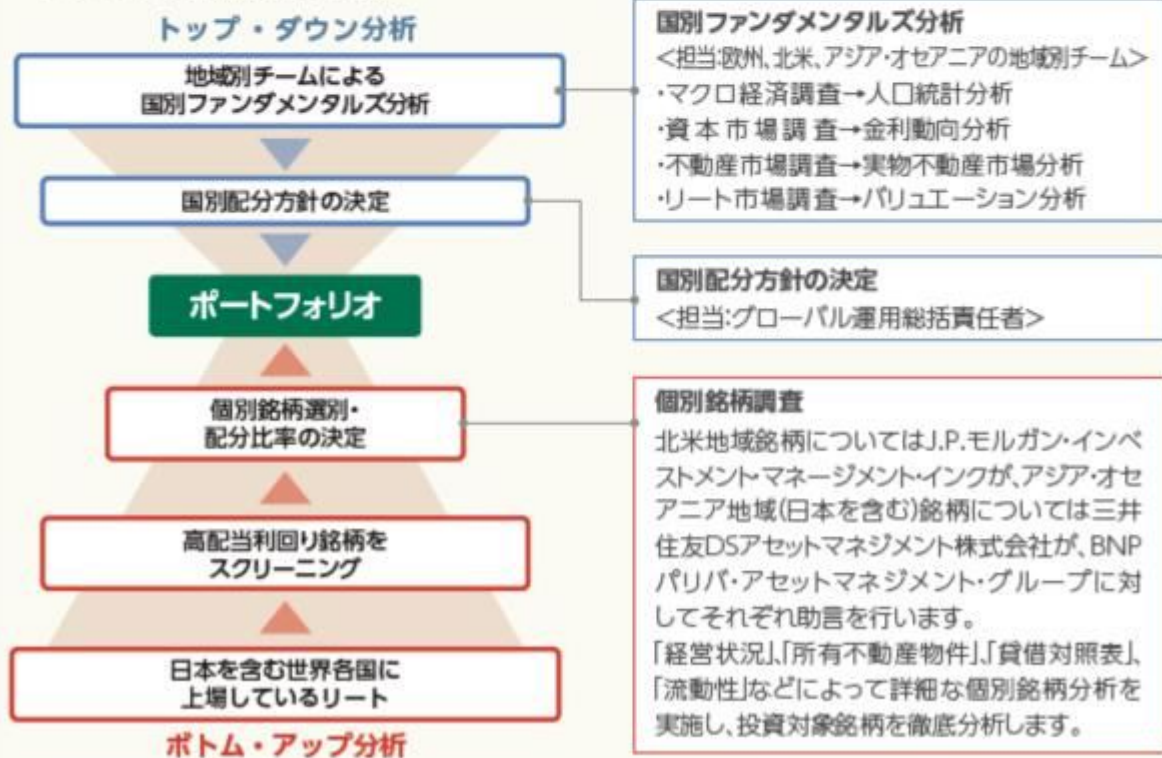 トップ・ダウン分析
地域別チームによる
国別ファンダメンタルズ分析
国別配分方針の決定
ポートフォリオ
個別銘柄選別・
配分比率の決定
高配当利回り銘柄を
スクリーニング
日本を含む世界各国に
上場しているリート
ボトム・アップ分析
国別ファンダメンタルズ分析
<担当:欧州、北米、アジア・オセアニアの地域別チーム>
・マクロ経済調査→人口統計分析
・資本市場調査→金利動向分析
・不動産市場調査→実物不動産市場分析
・リート市場調査→バリュエーション分析
国別配分方針の決定
<担当:グローバル運用総括責任者>
個別銘柄調査
北米地域銘柄についてはJ.P.モルガン・インベ
ストメント・マネージメント・インクが、アジア・オセ
アニア地域(日本を含む)銘柄については三井
住友DSアセットマネジメント株式会社が、BNP
パリバ・アセットマネジメント・グループに対
してそれぞれ助言を行います。
「経営状況」、「所有不動産物件」、「貸借対照表」、
「流動性」などによって詳細な個別銘柄分析を
実施し、投資対象銘柄を徹底分析します。